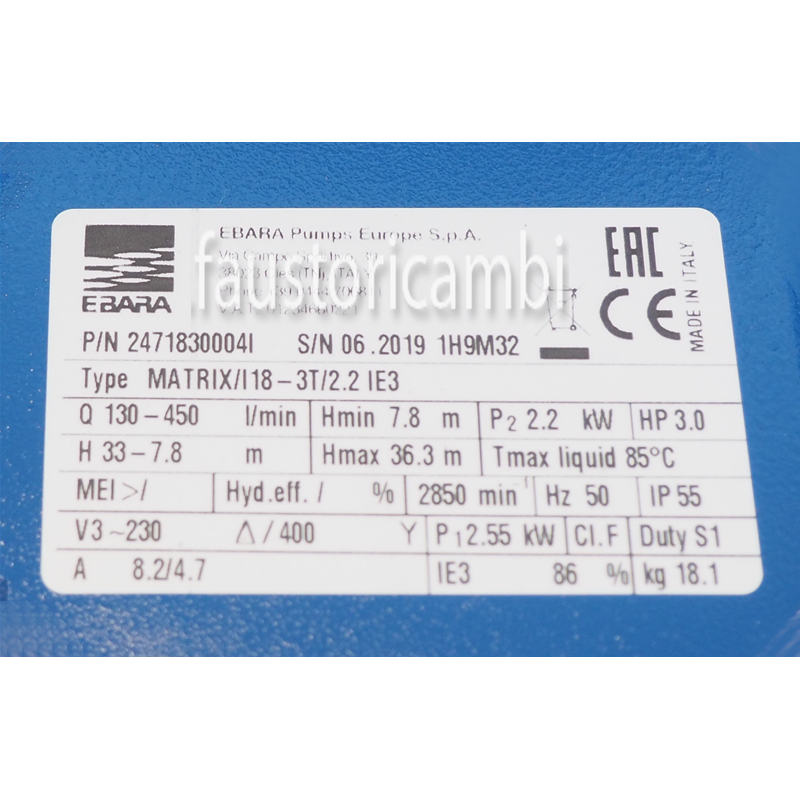 EBARA Pumps Europe S.p.A.
faustoricambi
EBARA
EAC
CE
MADE IN ITALY
P/N 2471830004I S/N 06.2019 1H9M32
Type MATRIX/I18-3T/2.2 IE3
Q 130-450 l/min Hmin 7.8 m P2 2.2 kW HP 3.0
H 33-7.8 m Hmax 36.3 m Tmax liquid 85°C
MEI >/ Hyd.eff. / % 2850 min⁻¹ Hz 50 IP 55
V3~230 Δ/400 Y P1 2.55 kW Cl.F Duty S1
A 8.2/4.7 IE3 86 % kg 18.1